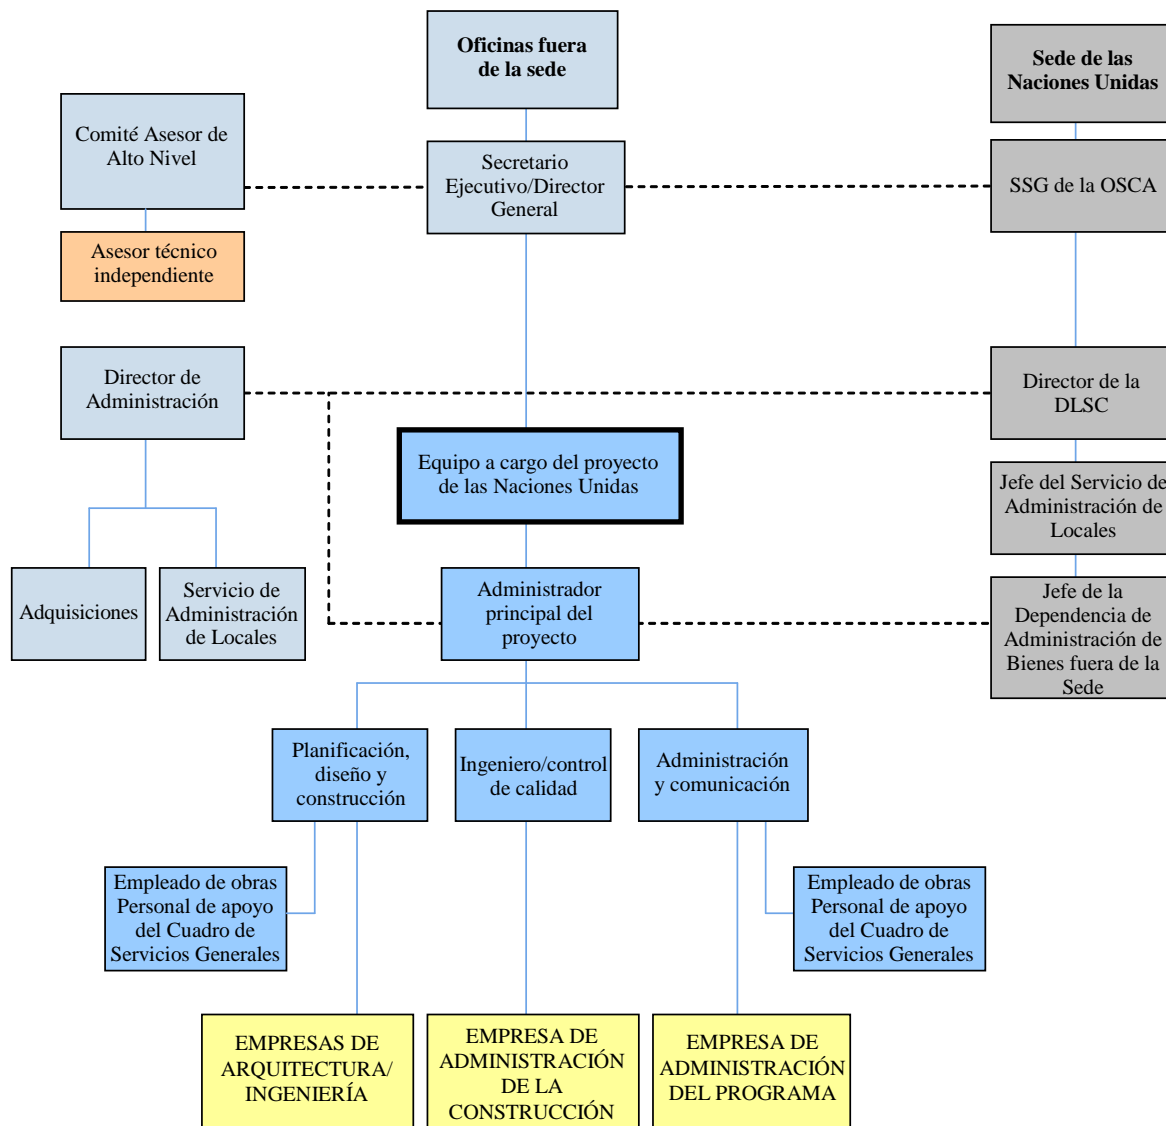 Oficinas fuera
de la sede
Sede de las
Naciones Unidas
Comité Asesor de
Alto Nivel
Secretario
Ejecutivo/Director
General
SSG de la OSCA
Asesor técnico
independiente
Director de
Administración
Director de la
DLSC
Equipo a cargo del proyecto
de las Naciones Unidas
Jefe del Servicio de
Administración de
Locales
Adquisiciones
Servicio de
Administración
de Locales
Administrador
principal del
proyecto
Jefe de la
Dependencia de
Administración de
Bienes fuera de la
Sede
Planificación,
diseño y
construcción
Ingeniero/control
de calidad
Administración
y comunicación
Empleado de obras
Personal de apoyo
del Cuadro de
Servicios Generales
Empleado de obras
Personal de apoyo
del Cuadro de
Servicios Generales
EMPRESAS DE
ARQUITECTURA/
INGENIERÍA
EMPRESA DE
ADMINISTRACIÓN
DE LA
CONSTRUCCIÓN
EMPRESA DE
ADMINISTRACIÓN
DEL PROGRAMA